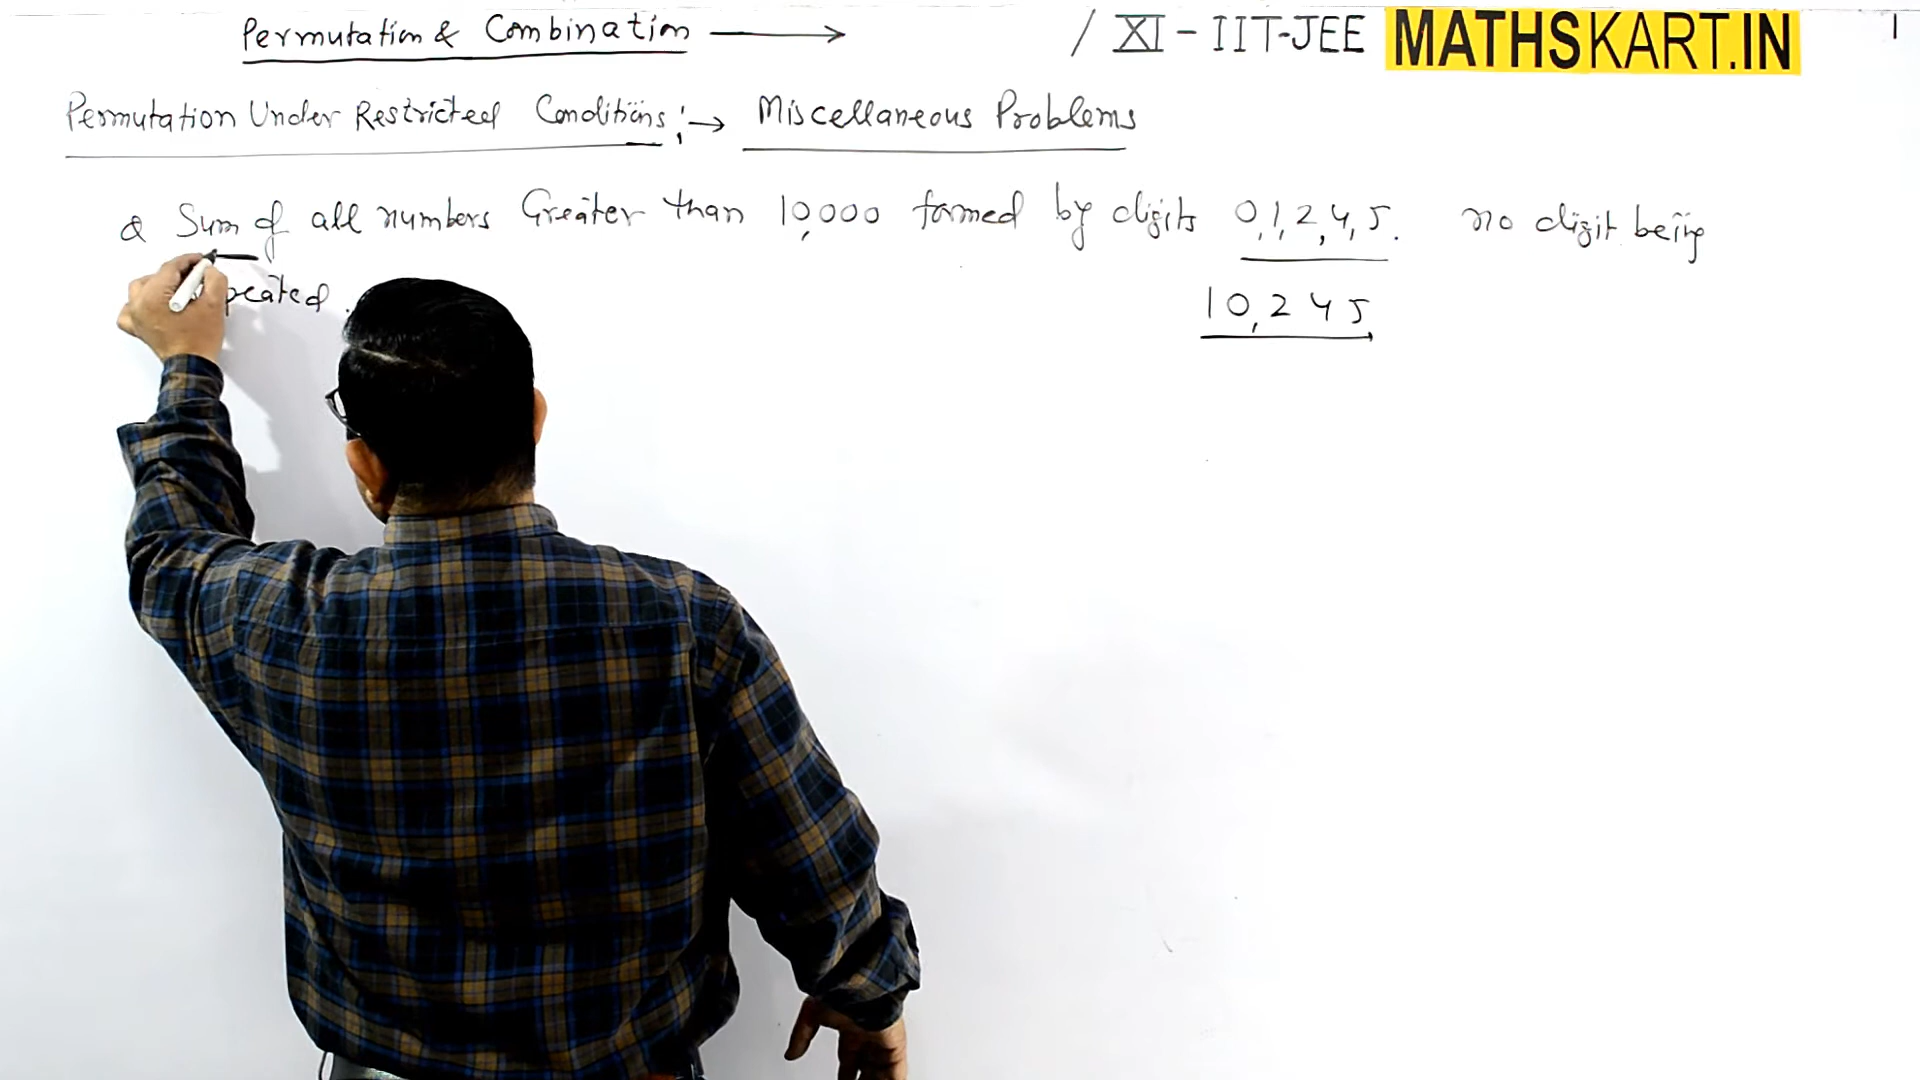 Permutation & Combination → / XI - IIT-JEE MATHSKART.IN 1
Permutation Under Restricted Conditions :→ Miscellaneous Problems
Q Sum of all numbers Greater than 10,000 formed by digits 0,1,2,4,5. no digit being
peated.
10,245